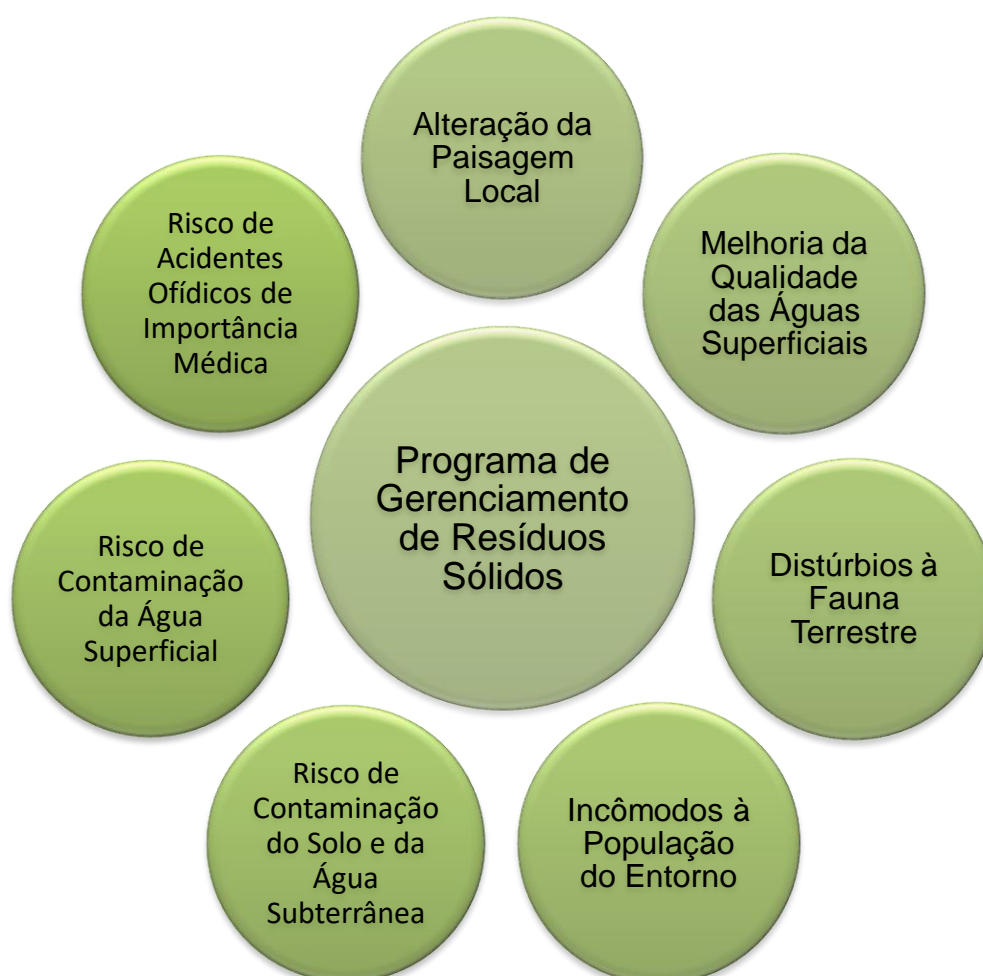 Alteração da
Paisagem
Local
Melhoria da
Qualidade
das Águas
Superficiais
Distúrbios à
Fauna
Terrestre
Incômodos à
População
do Entorno
Risco de
Contaminação
do Solo e da
Água
Subterrânea
Risco de
Contaminação
da Água
Superficial
Risco de
Acidentes
Ofídicos de
Importância
Médica
Programa de
Gerenciamento
de Resíduos
Sólidos